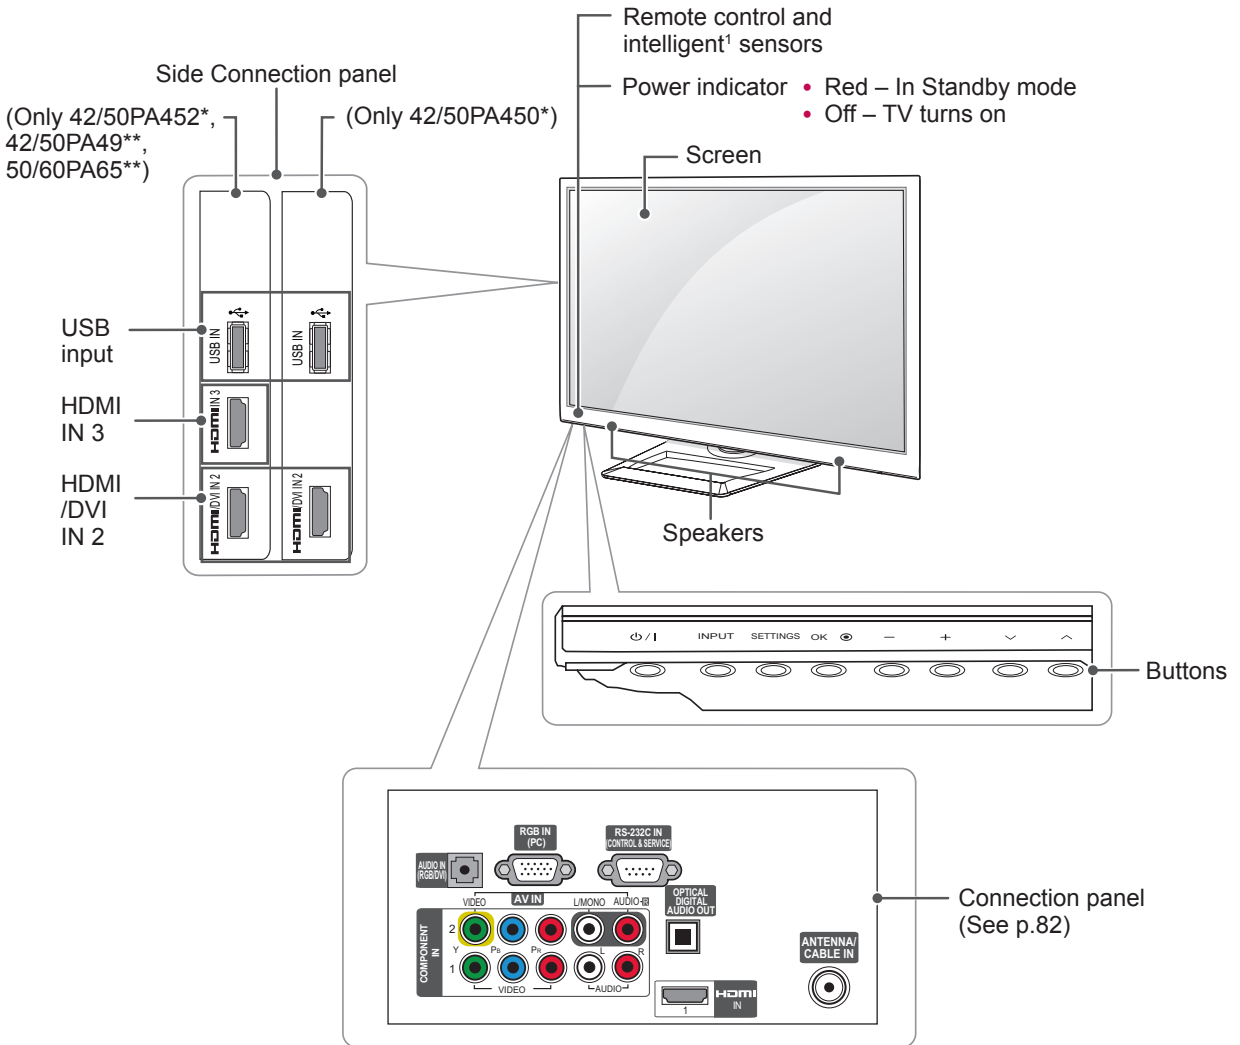 Remote control and
intelligent1 sensors
Side Connection panel
Power indicator • Red – In Standby mode
• Off – TV turns on
(Only 42/50PA452*,
42/50PA49**,
50/60PA65**)
(Only 42/50PA450*)
Screen
USB
input
USB IN
USB IN
HDMI
IN 3
HDMI IN 3
HDMI
/DVI
IN 2
HDMI/DVI IN 2
HDMI/DVI IN 2
Speakers
/ I INPUT SETTINGS OK − +
Buttons
RGB IN
(PC)
RS-232C IN
(CONTROL & SERVICE)
AUDIO IN
(RGB/DVI)
AV IN
VIDEO L/MONO AUDIO-R
OPTICAL
DIGITAL
AUDIO OUT
COMPONENT
IN
2
Y PB PR L R
1
VIDEO AUDIO
ANTENNA/
CABLE IN
HDMI
IN
1
Connection panel
(See p.82)